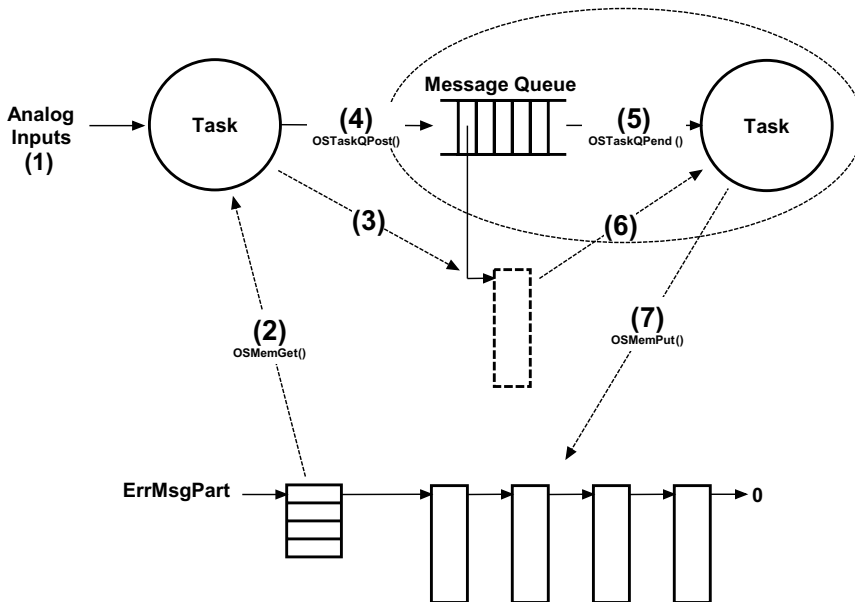 Message Queue
Analog
Inputs
(1)
Task
(4)
OSTaskQPost()
(5)
OSTaskQPend ()
Task
(3)
(6)
(2)
OSMemGet()
(7)
OSMemPut()
ErrMsgPart
0